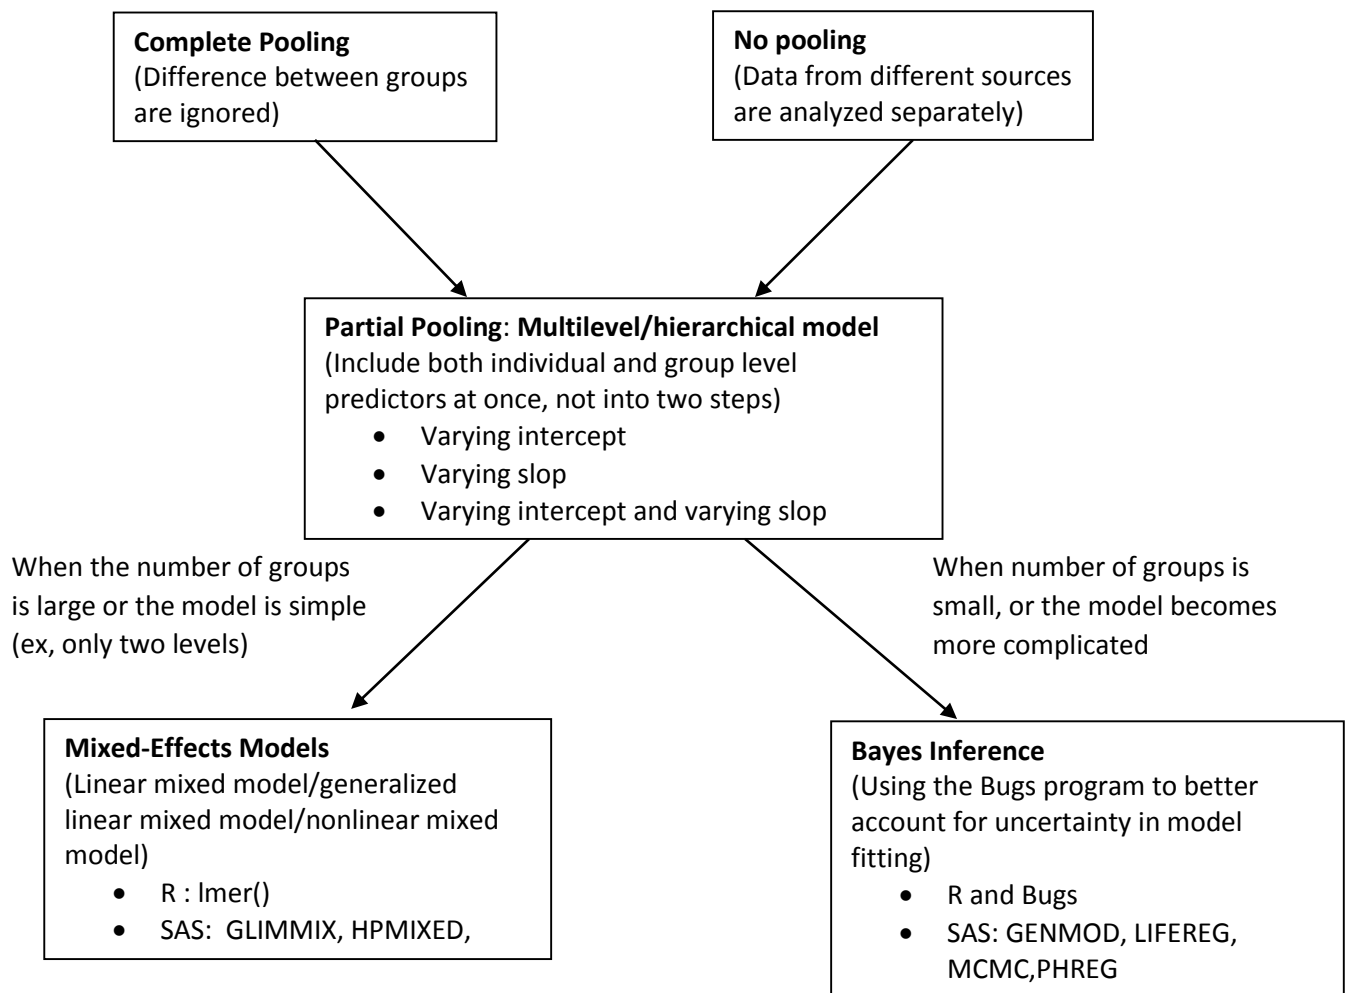 Complete Pooling
(Difference between groups
are ignored)
No pooling
(Data from different sources
are analyzed separately)
Partial Pooling: Multilevel/hierarchical model
(Include both individual and group level
predictors at once, not into two steps)
• Varying intercept
• Varying slop
• Varying intercept and varying slop
When the number of groups
is large or the model is simple
(ex, only two levels)
When number of groups is
small, or the model becomes
more complicated
Mixed-Effects Models
(Linear mixed model/generalized
linear mixed model/nonlinear mixed
model)
• R : lmer()
• SAS: GLIMMIX, HPMIXED,
Bayes Inference
(Using the Bugs program to better
account for uncertainty in model
fitting)
• R and Bugs
• SAS: GENMOD, LIFEREG,
MCMC,PHREG